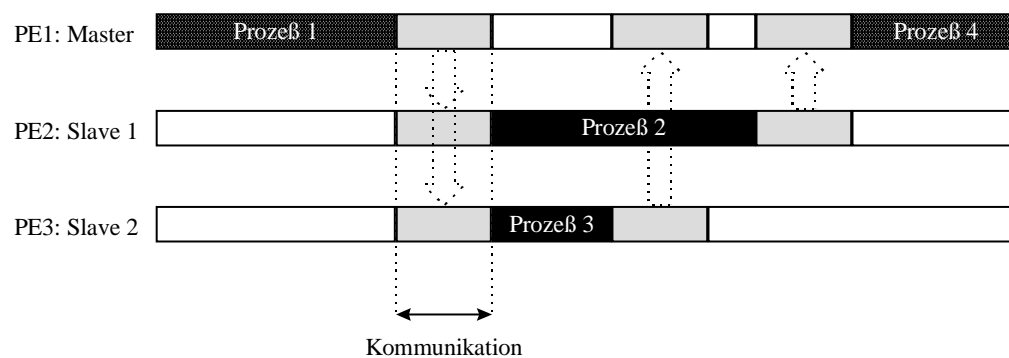 PE1: Master Prozeß 1 Prozeß 4
PE2: Slave 1 Prozeß 2
PE3: Slave 2 Prozeß 3
Kommunikation